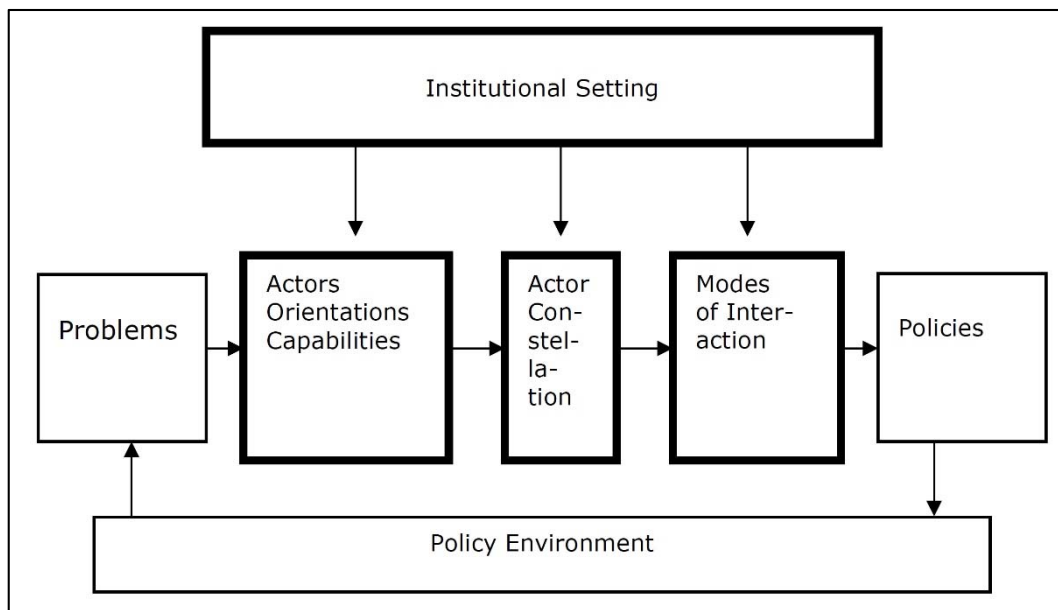 Institutional Setting
Problems
Actors
Orientations
Capabilities
Actor
Con-
stel-
la-
tion
Modes
of Inter-
action
Policies
Policy Environment